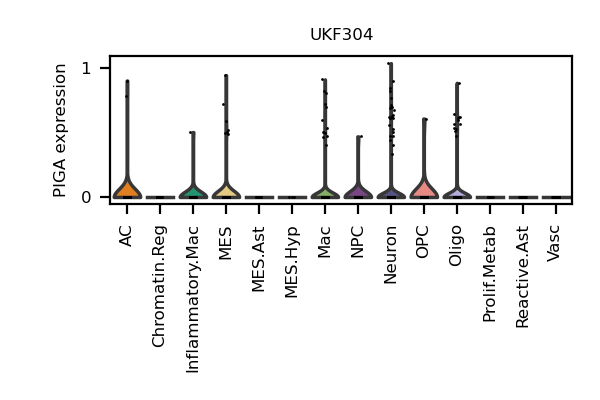 UKF304
PIGA expression
1
0
AC
Chromatin.Reg
Inflammatory.Mac
MES
MES.Ast
MES.Hyp
Mac
NPC
Neuron
OPC
Oligo
Prolif.Metab
Reactive.Ast
Vasc